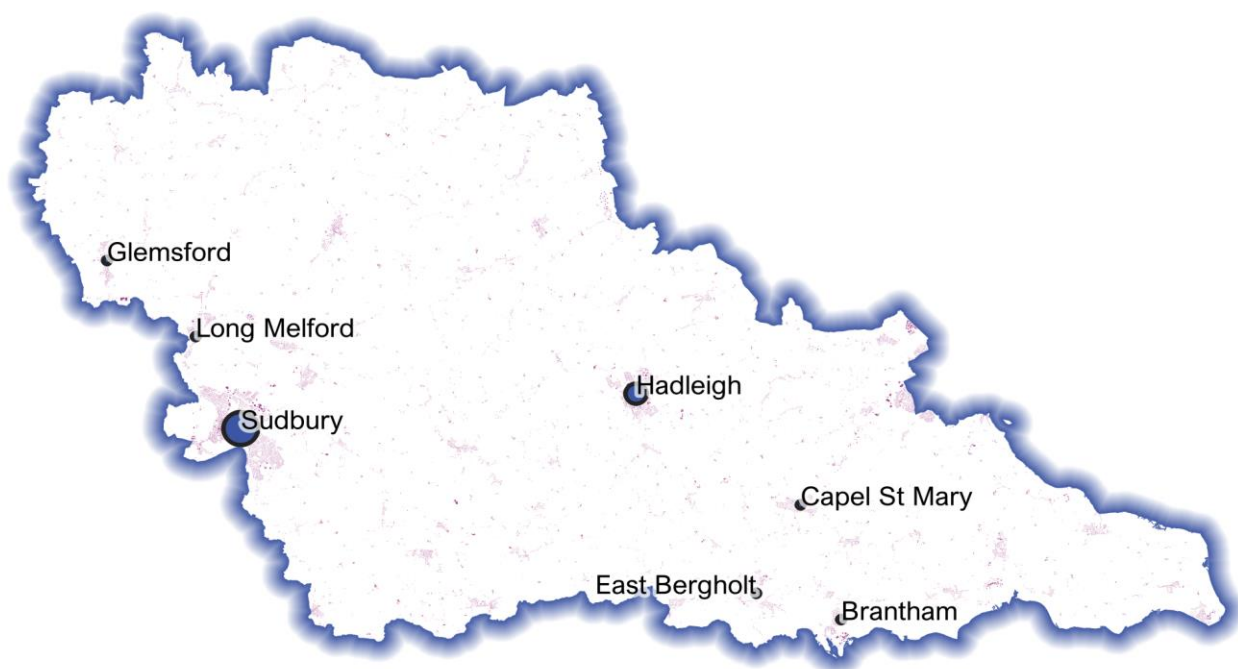 Glemsford
Long Melford
Hadleigh
Sudbury
Capel St Mary
East Bergholt
Brantham